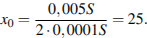 x₀ = 0,005S / 2·0,0001S = 25.